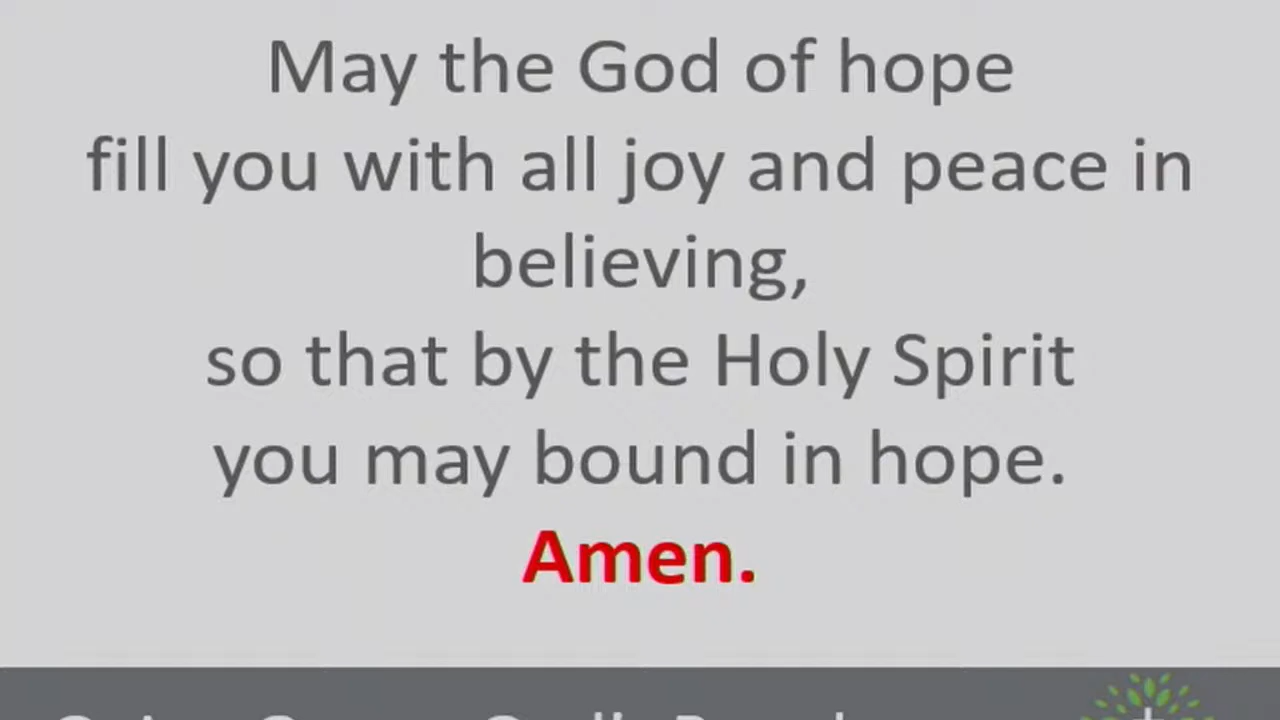 May the God of hope
fill you with all joy and peace in
believing,
so that by the Holy Spirit
you may bound in hope.
Amen.